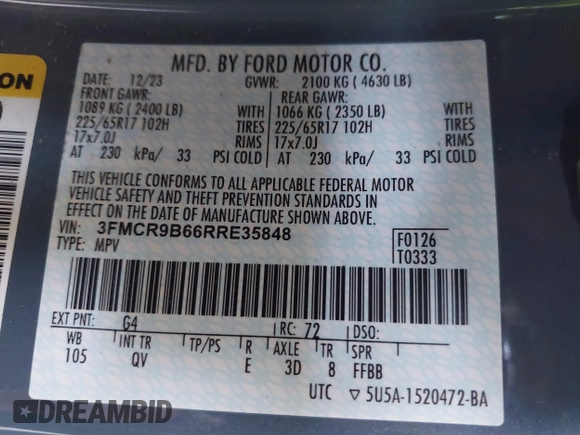 ION
MFD. BY FORD MOTOR CO.
DATE: 12/23 GVWR: 2100 KG (4630 LB)
FRONT GAWR: REAR GAWR:
1089 KG (2400 LB) WITH 1066 KG (2350 LB) WITH
225/65R17 102H TIRES 225/65R17 102H TIRES
17x7.0J RIMS 17x7.0J RIMS
AT 230 kPa/ 33 PSI COLD AT 230 kPa/ 33 PSI COLD
THIS VEHICLE CONFORMS TO ALL APPLICABLE FEDERAL MOTOR
VEHICLE SAFETY AND THEFT PREVENTION STANDARDS IN
EFFECT ON THE DATE OF MANUFACTURE SHOWN ABOVE.
VIN: 3FMCR9B66RRE35848 F0126
TYPE: MPV T0333
EXT PNT: G4 RC: 72 DSO:
WB INT TR TP/PS R AXLE TR SPR
105 QV E 3D 8 FFBB
UTC ▽ 5U5A-1520472-BA
DREAMBID